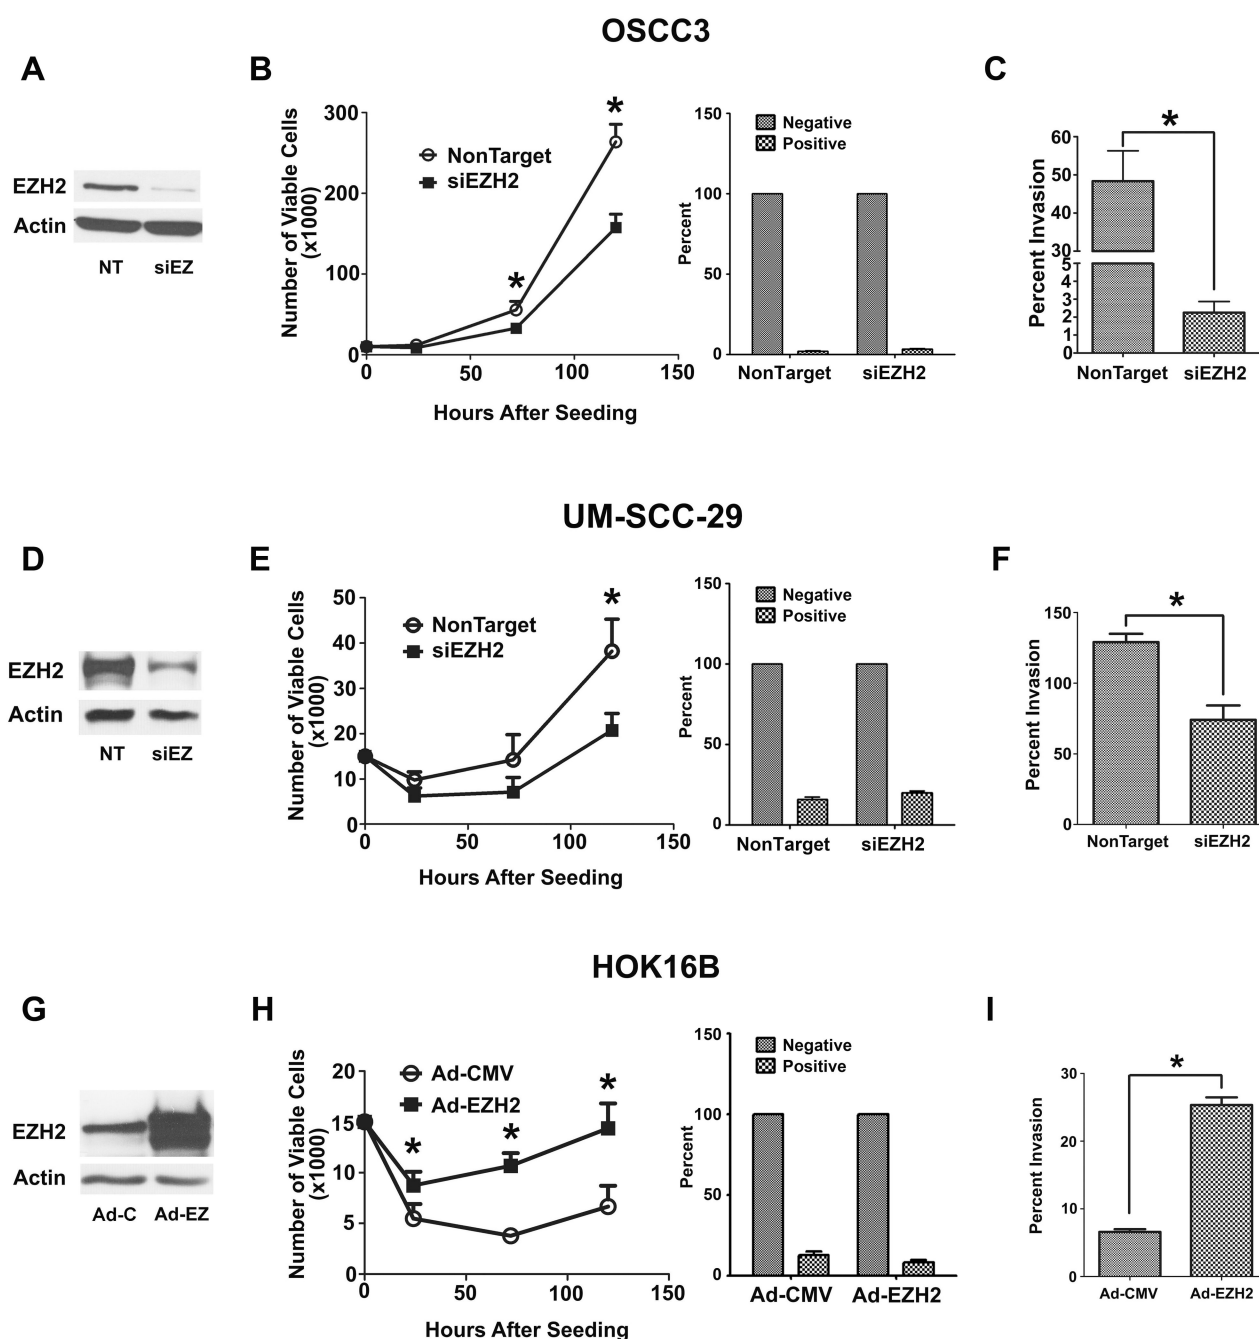 OSCC3
A
EZH2
Actin
NT siEZ
B
Number of Viable Cells
(x1000)
300
200
100
0
0 50 100 150
Hours After Seeding
NonTarget
siEZH2
*
*
Percent
150
100
50
0
Negative
Positive
NonTarget siEZH2
C
Percent Invasion
60
50
40
30
5
4
3
2
1
0
*
NonTarget siEZH2
UM-SCC-29
D
EZH2
Actin
NT siEZ
E
Number of Viable Cells
(x1000)
50
40
30
20
10
0
0 50 100 150
Hours After Seeding
NonTarget
siEZH2
*
Percent
150
100
50
0
Negative
Positive
NonTarget siEZH2
F
Percent Invasion
150
100
50
0
*
NonTarget siEZH2
HOK16B
G
EZH2
Actin
Ad-C Ad-EZ
H
Number of Viable Cells
(x1000)
20
15
10
5
0
0 50 100 150
Hours After Seeding
Ad-CMV
Ad-EZH2
*
*
*
Percent
150
100
50
0
Negative
Positive
Ad-CMV Ad-EZH2
I
Percent Invasion
30
20
10
0
*
Ad-CMV Ad-EZH2